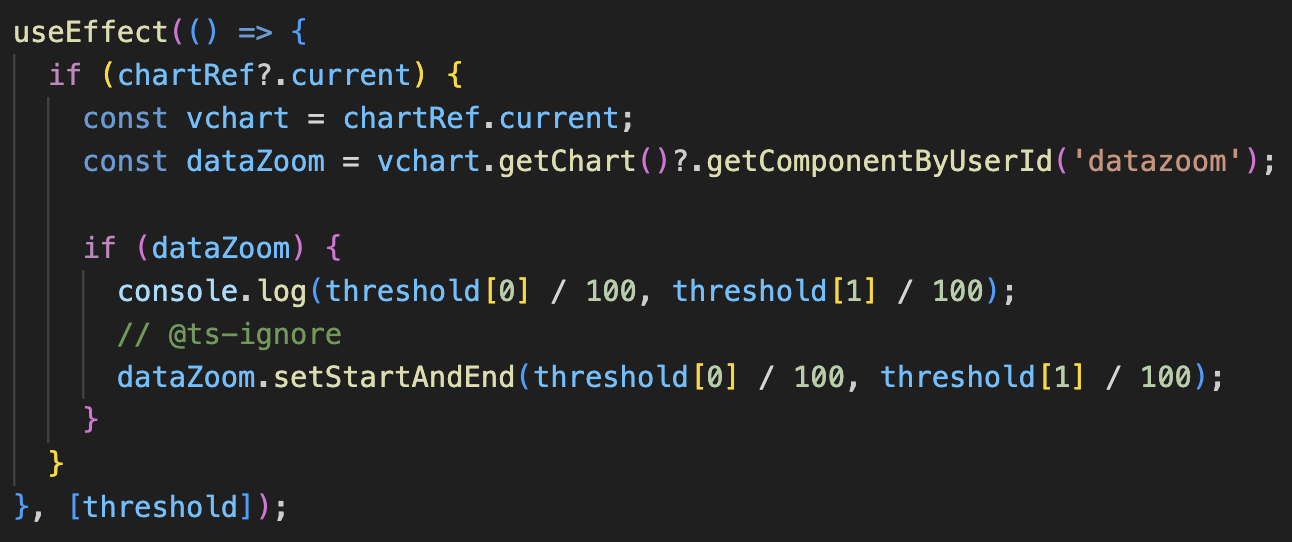 useEffect(() => {
  if (chartRef?.current) {
    const vchart = chartRef.current;
    const dataZoom = vchart.getChart()?.getComponentByUserId('datazoom');

    if (dataZoom) {
      console.log(threshold[0] / 100, threshold[1] / 100);
      // @ts-ignore
      dataZoom.setStartAndEnd(threshold[0] / 100, threshold[1] / 100);
    }
  }
}, [threshold]);